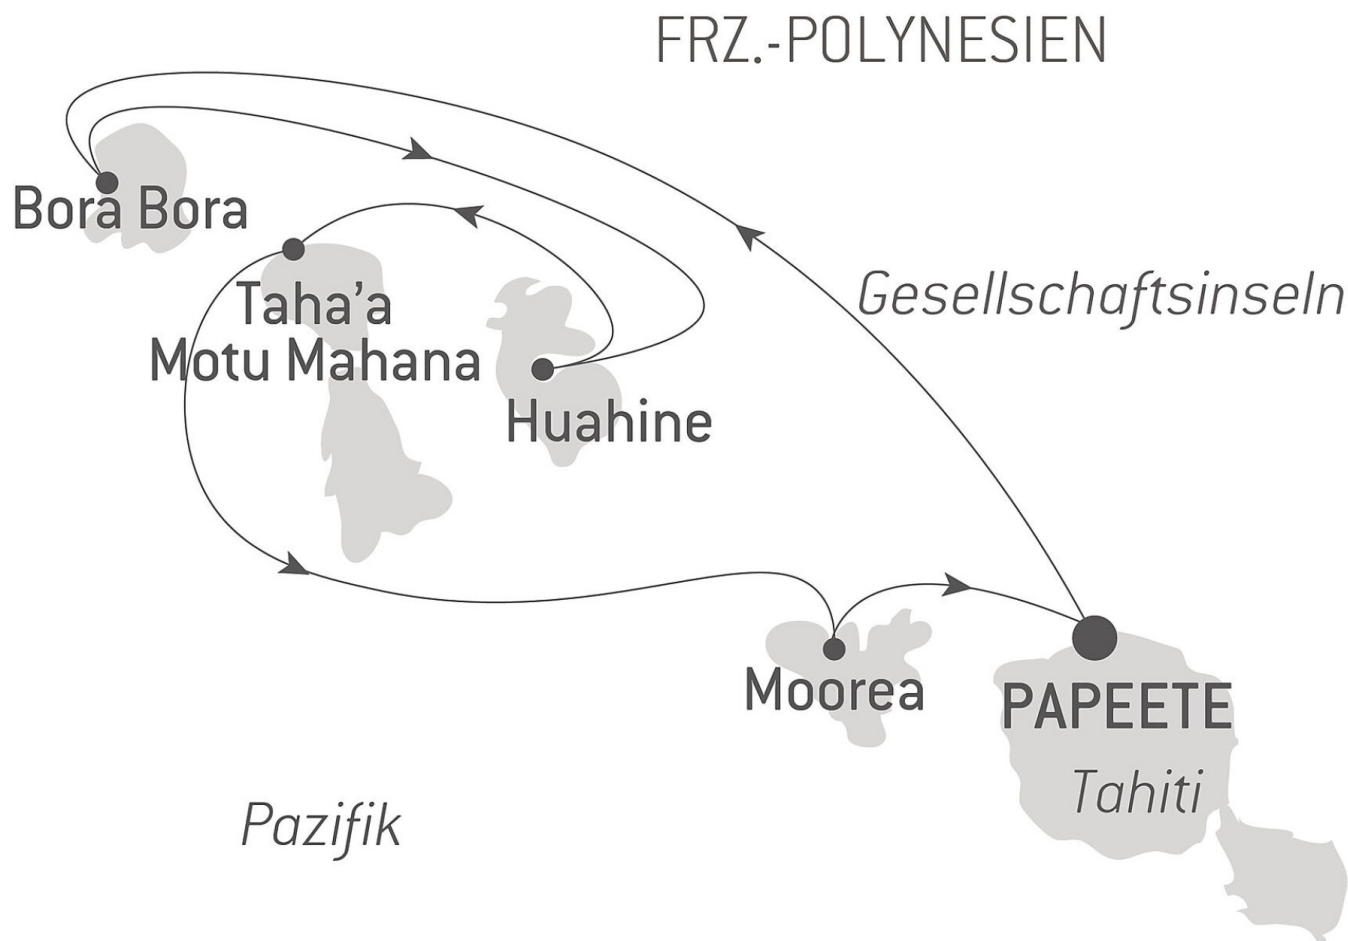 FRZ.-POLYNESIEN
Bora Bora
Gesellschaftsinseln
Taha’a
Motu Mahana
Huahine
Moorea
PAPEETE
Tahiti
Pazifik